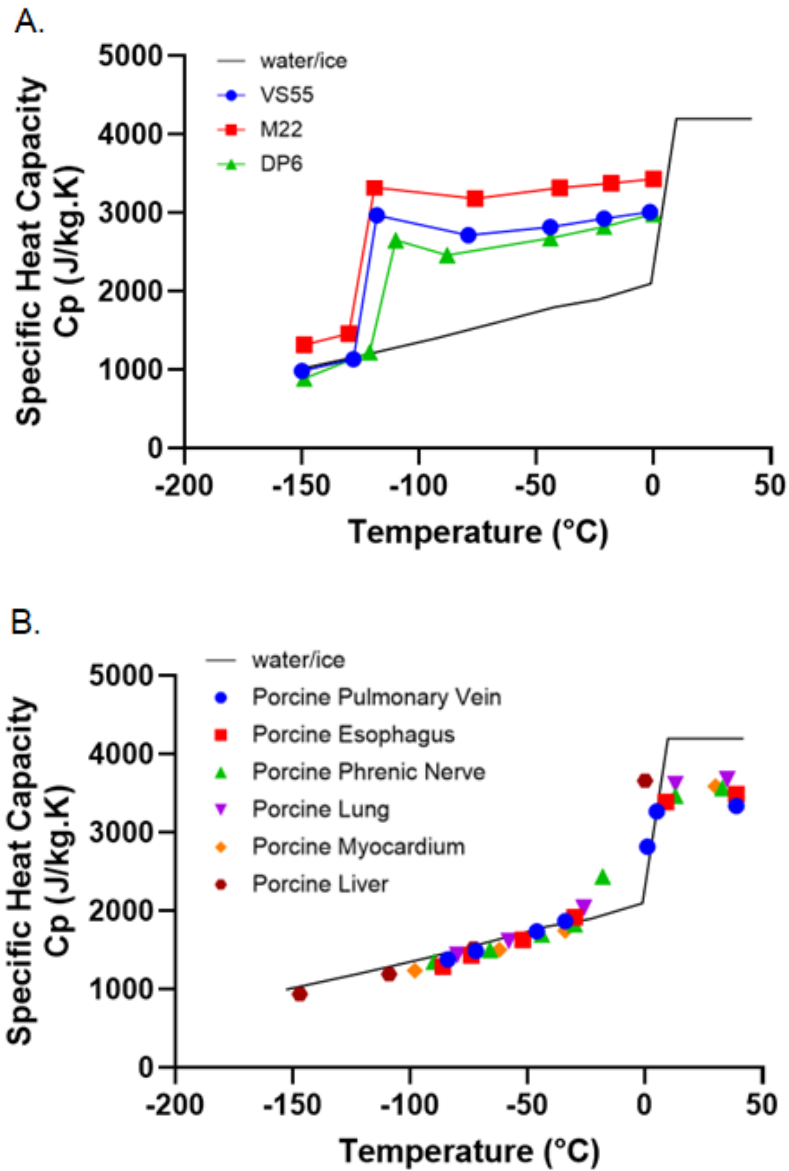 A.
Specific Heat Capacity
Cp (J/kg.K)
5000
4000
3000
2000
1000
0
water/ice
VS55
M22
DP6
-200
-150
-100
-50
0
50
Temperature (°C)
B.
Specific Heat Capacity
Cp (J/kg.K)
5000
4000
3000
2000
1000
0
water/ice
Porcine Pulmonary Vein
Porcine Esophagus
Porcine Phrenic Nerve
Porcine Lung
Porcine Myocardium
Porcine Liver
-200
-150
-100
-50
0
50
Temperature (°C)